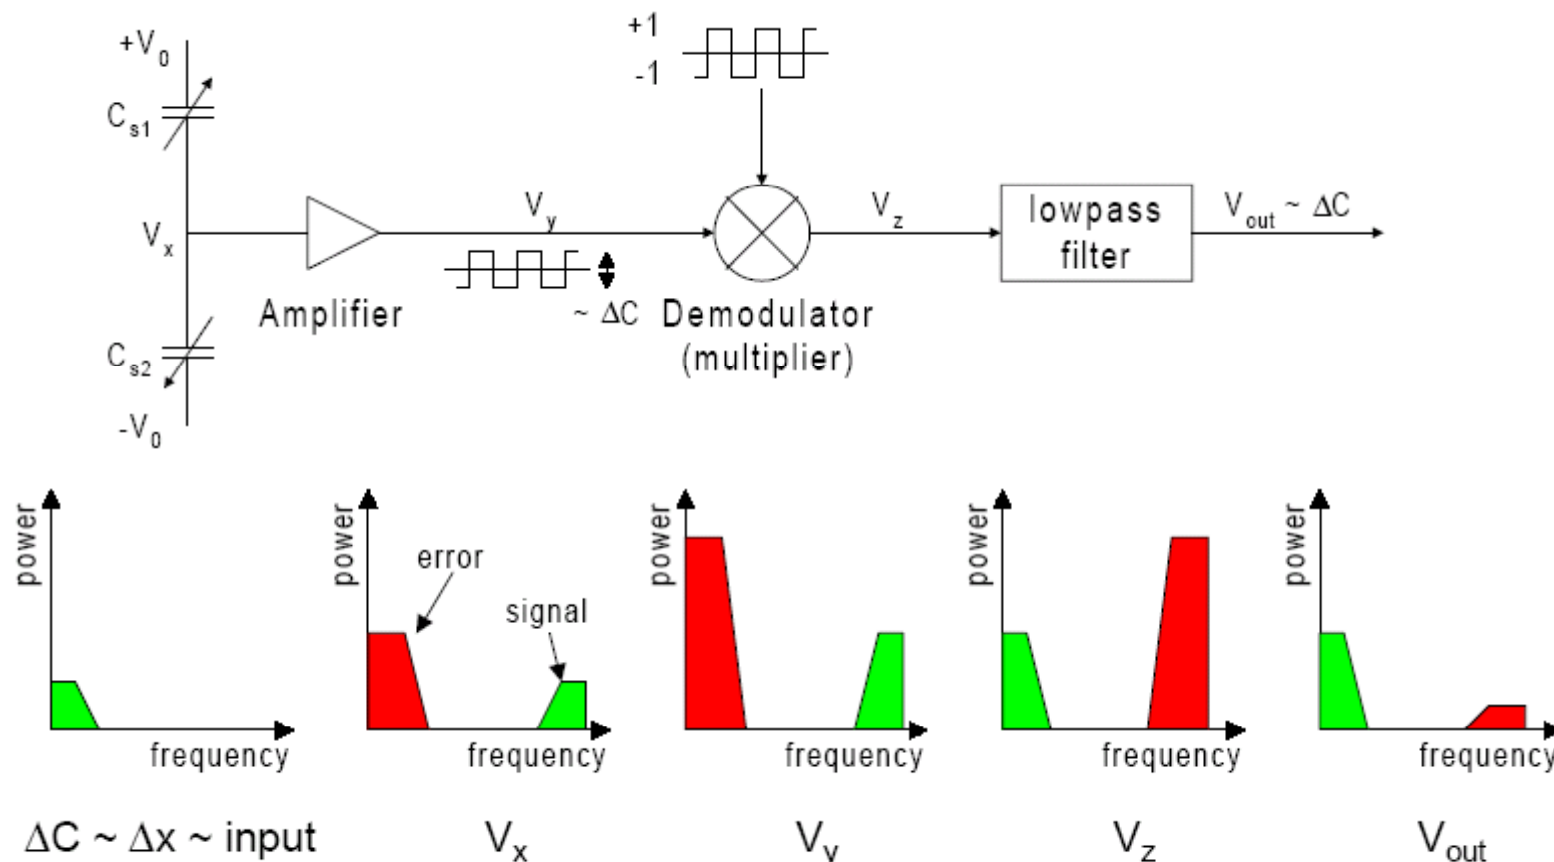 +V0
Cs1
Vx
Cs2
-V0
Amplifier
Vy
~ ΔC
+1
-1
Demodulator
(multiplier)
Vz
lowpass
filter
Vout ~ ΔC
power
frequency
ΔC ~ Δx ~ input
power
error
signal
frequency
Vx
power
frequency
Vy
power
frequency
Vz
power
frequency
Vout